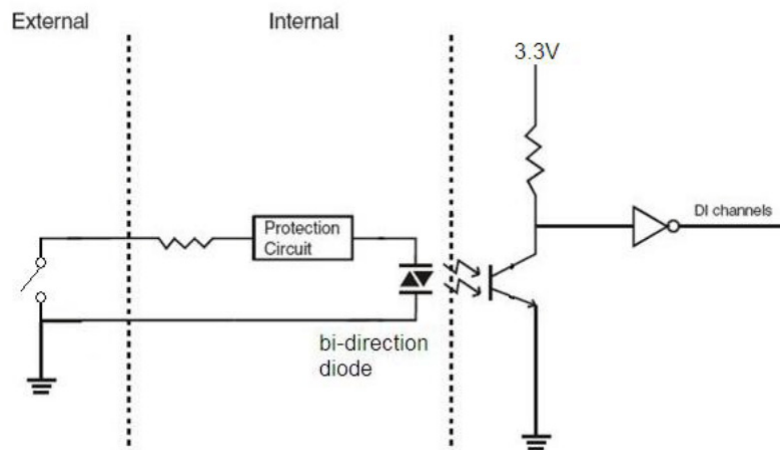 External
Internal
3.3V
Protection
Circuit
DI channels
bi-direction
diode